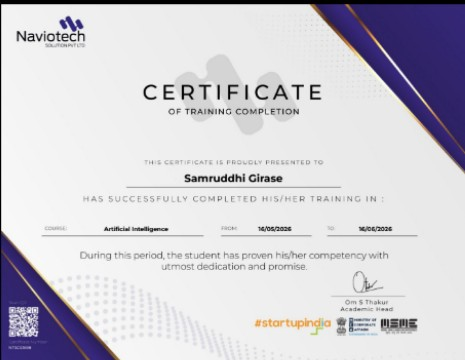 Naviotech
SOLUTION PVT LTD
CERTIFICATE
OF TRAINING COMPLETION
THIS CERTIFICATE IS PROUDLY PRESENTED TO
Samruddhi Girase
HAS SUCCESSFULLY COMPLETED HIS/HER TRAINING IN :
COURSE: Artificial Intelligence FROM 16/05/2026 TO 16/06/2026
During this period, the student has proven his/her competency with
utmost dedication and promise.
Om S Thakur
Academic Head
#startupindia
MINISTRY OF
CORPORATE
AFFAIRS
MSME